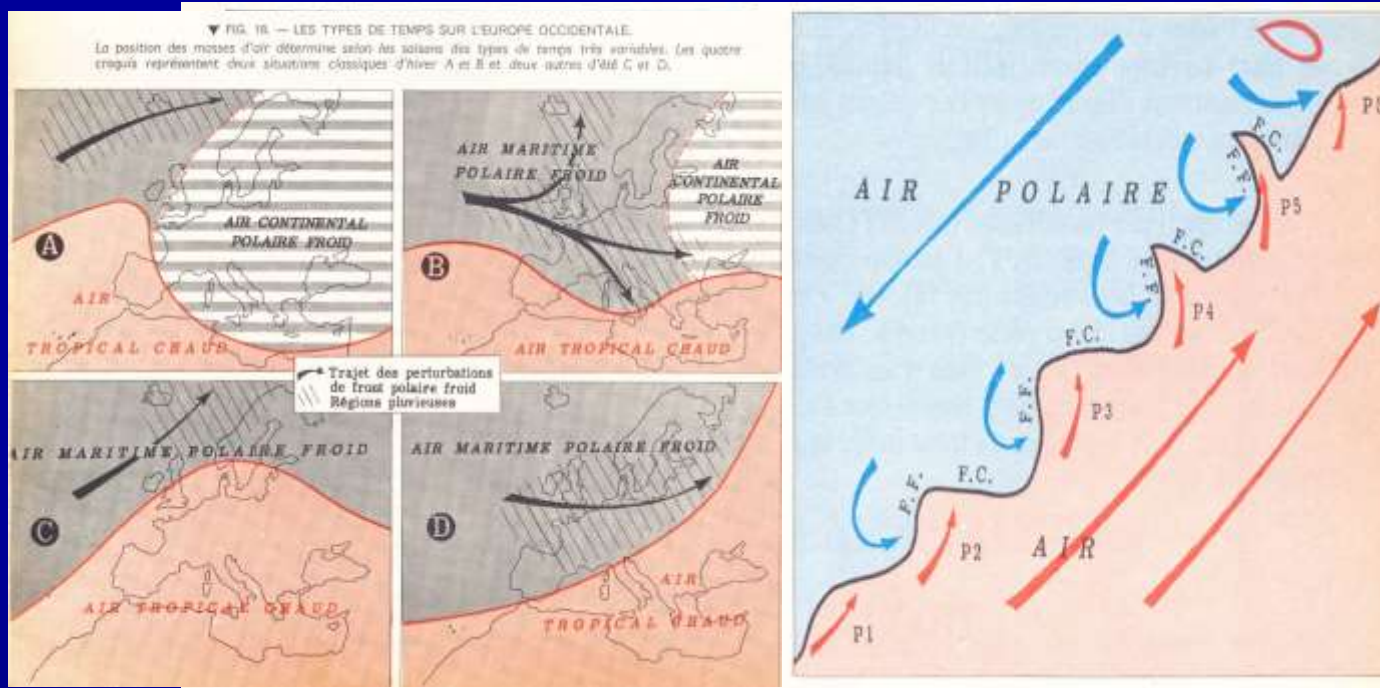 ▼ FIG. 18. — LES TYPES DE TEMPS SUR L'EUROPE OCCIDENTALE.
La position des masses d'air détermine selon les saisons des types de temps très variables. Les quatre
croquis représentent deux situations classiques d'hiver A et B et deux autres d'été C et D.
AIR CONTINENTAL
POLAIRE FROID
A
AIR
TROPICAL CHAUD
AIR MARITIME
POLAIRE FROID
AIR
CONTINENTAL
POLAIRE
FROID
B
AIR TROPICAL CHAUD
Trajet des perturbations
de front polaire froid
Régions pluvieuses
AIR MARITIME POLAIRE FROID
C
AIR TROPICAL CHAUD
AIR MARITIME POLAIRE FROID
D
AIR
TROPICAL CHAUD
AIR POLAIRE
F.C.
F.F.
P5
F.C.
F.F.
P4
F.C.
F.F.
P3
F.C.
F.F.
P2
AIR
P1